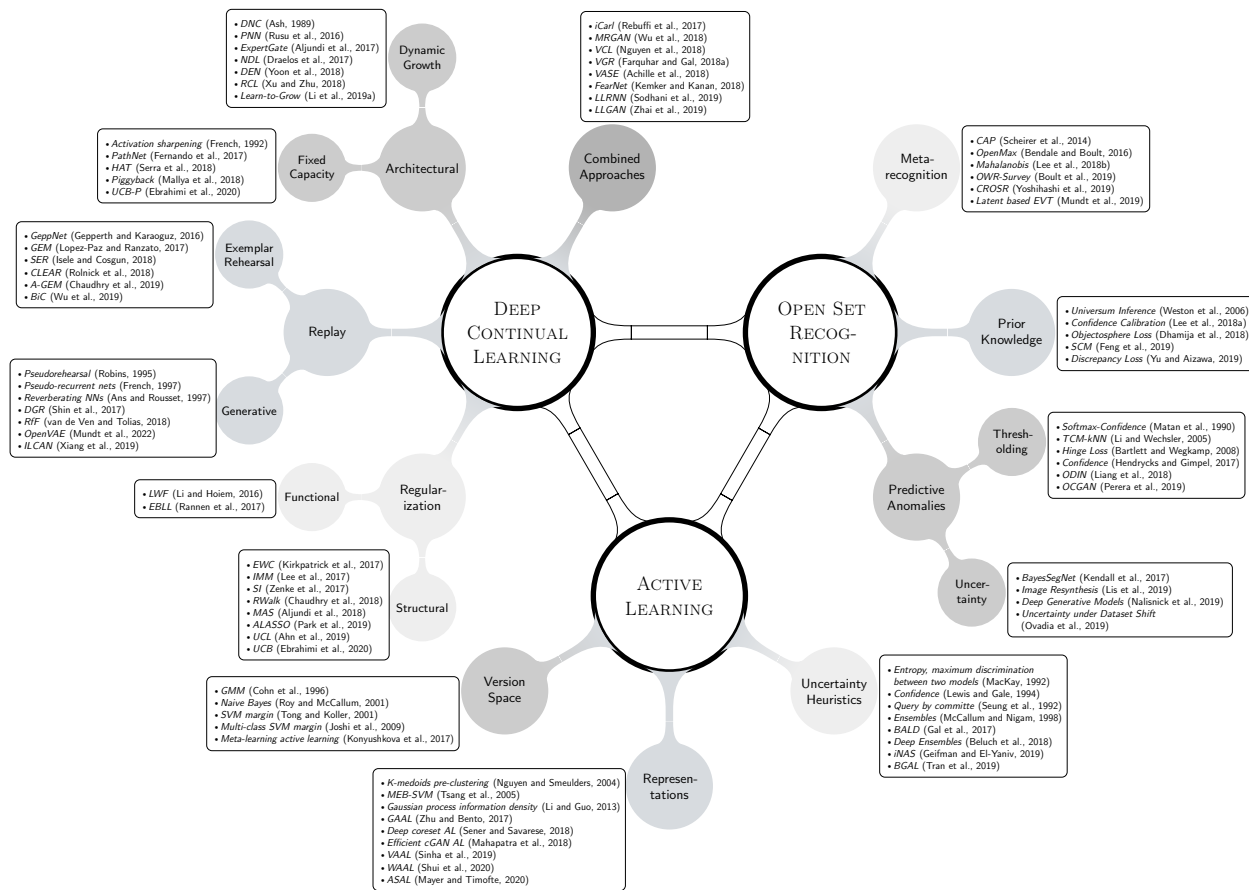 • DNC (Ash, 1989)
• PNN (Rusu et al., 2016)
• ExpertGate (Aljundi et al., 2017)
• NDL (Draelos et al., 2017)
• DEN (Yoon et al., 2018)
• RCL (Xu and Zhu, 2018)
• Learn-to-Grow (Li et al., 2019a)
Dynamic
Growth
• iCarl (Rebuffi et al., 2017)
• MRGAN (Wu et al., 2018)
• VCL (Nguyen et al., 2018)
• VGR (Farquhar and Gal, 2018a)
• VASE (Achille et al., 2018)
• FearNet (Kemker and Kanan, 2018)
• LLRNN (Sodhani et al., 2019)
• LLGAN (Zhai et al., 2019)
• Activation sharpening (French, 1992)
• PathNet (Fernando et al., 2017)
• HAT (Serra et al., 2018)
• Piggyback (Mallya et al., 2018)
• UCB-P (Ebrahimi et al., 2020)
Fixed
Capacity
Architectural
Combined
Approaches
Meta-
recognition
• CAP (Scheirer et al., 2014)
• OpenMax (Bendale and Boult, 2016)
• Mahalanobis (Lee et al., 2018b)
• OWR-Survey (Boult et al., 2019)
• CROSR (Yoshihashi et al., 2019)
• Latent based EVT (Mundt et al., 2019)
• GeppNet (Gepperth and Karaoguz, 2016)
• GEM (Lopez-Paz and Ranzato, 2017)
• SER (Isele and Cosgun, 2018)
• CLEAR (Rolnick et al., 2018)
• A-GEM (Chaudhry et al., 2019)
• BiC (Wu et al., 2019)
Exemplar
Rehearsal
Replay
DEEP
CONTINUAL
LEARNING
OPEN SET
RECOG-
NITION
Prior
Knowledge
• Universum Inference (Weston et al., 2006)
• Confidence Calibration (Lee et al., 2018a)
• Objectosphere Loss (Dhamija et al., 2018)
• SCM (Feng et al., 2019)
• Discrepancy Loss (Yu and Aizawa, 2019)
• Pseudorehearsal (Robins, 1995)
• Pseudo-recurrent nets (French, 1997)
• Reverberating NNs (Ans and Rousset, 1997)
• DGR (Shin et al., 2017)
• RfF (van de Ven and Tolias, 2018)
• OpenVAE (Mundt et al., 2022)
• ILCAN (Xiang et al., 2019)
Generative
Thresh-
olding
• Softmax-Confidence (Matan et al., 1990)
• TCM-kNN (Li and Wechsler, 2005)
• Hinge Loss (Bartlett and Wegkamp, 2008)
• Confidence (Hendrycks and Gimpel, 2017)
• ODIN (Liang et al., 2018)
• OCGAN (Perera et al., 2019)
• LWF (Li and Hoiem, 2016)
• EBLL (Rannen et al., 2017)
Functional
Regular-
ization
Predictive
Anomalies
• EWC (Kirkpatrick et al., 2017)
• IMM (Lee et al., 2017)
• SI (Zenke et al., 2017)
• RWalk (Chaudhry et al., 2018)
• MAS (Aljundi et al., 2018)
• ALASSO (Park et al., 2019)
• UCL (Ahn et al., 2019)
• UCB (Ebrahimi et al., 2020)
Structural
ACTIVE
LEARNING
Uncer-
tainty
• BayesSegNet (Kendall et al., 2017)
• Image Resynthesis (Lis et al., 2019)
• Deep Generative Models (Nalisnick et al., 2019)
• Uncertainty under Dataset Shift
(Ovadia et al., 2019)
• GMM (Cohn et al., 1996)
• Naive Bayes (Roy and McCallum, 2001)
• SVM margin (Tong and Koller, 2001)
• Multi-class SVM margin (Joshi et al., 2009)
• Meta-learning active learning (Konyushkova et al., 2017)
Version
Space
Uncertainty
Heuristics
• Entropy, maximum discrimination
between two models (MacKay, 1992)
• Confidence (Lewis and Gale, 1994)
• Query by committe (Seung et al., 1992)
• Ensembles (McCallum and Nigam, 1998)
• BALD (Gal et al., 2017)
• Deep Ensembles (Beluch et al., 2018)
• iNAS (Geifman and El-Yaniv, 2019)
• BGAL (Tran et al., 2019)
• K-medoids pre-clustering (Nguyen and Smeulders, 2004)
• MEB-SVM (Tsang et al., 2005)
• Gaussian process information density (Li and Guo, 2013)
• GAAL (Zhu and Bento, 2017)
• Deep coreset AL (Sener and Savarese, 2018)
• Efficient cGAN AL (Mahapatra et al., 2018)
• VAAL (Sinha et al., 2019)
• WAAL (Shui et al., 2020)
• ASAL (Mayer and Timofte, 2020)
Represen-
tations